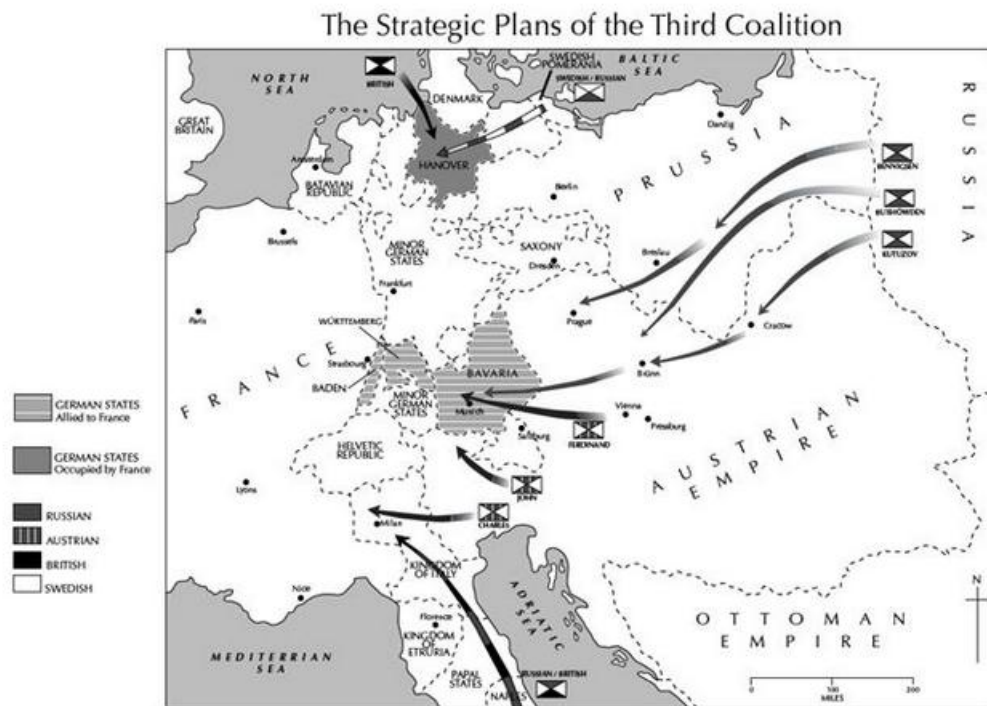 The Strategic Plans of the Third Coalition
NORTH
SEA
BRITISH
DENMARK
SWEDISH
POMERANIA
SWEDISH / RUSSIAN
BALTIC
SEA
GREAT
BRITAIN
Danzig
RUSSIA
PRUSSIA
HANOVER
BENNIGSEN
Amsterdam
BATAVIAN
REPUBLIC
Berlin
BUXHOWDEN
Brussels
MINOR
GERMAN
STATES
SAXONY
Dresden
Breslau
KUTUZOV
Frankfurt
Paris
Prague
Cracow
WÜRTTEMBERG
Strasbourg
FRANCE
BADEN
BAVARIA
Brünn
MINOR
GERMAN
STATES
Munich
Vienna
Pressburg
FERDINAND
Salzburg
HELVETIC
REPUBLIC
AUSTRIAN
EMPIRE
GERMAN STATES
Allied to France
GERMAN STATES
Occupied by France
RUSSIAN
AUSTRIAN
BRITISH
SWEDISH
Lyons
JOHN
CHARLES
Milan
KINGDOM
OF ITALY
Nice
ADRIATIC
SEA
Florence
KINGDOM
OF
ETRURIA
OTTOMAN
EMPIRE
N
MEDITERRIAN
SEA
PAPAL
STATES
NAPLES
RUSSIAN / BRITISH
0 100 200
MILES